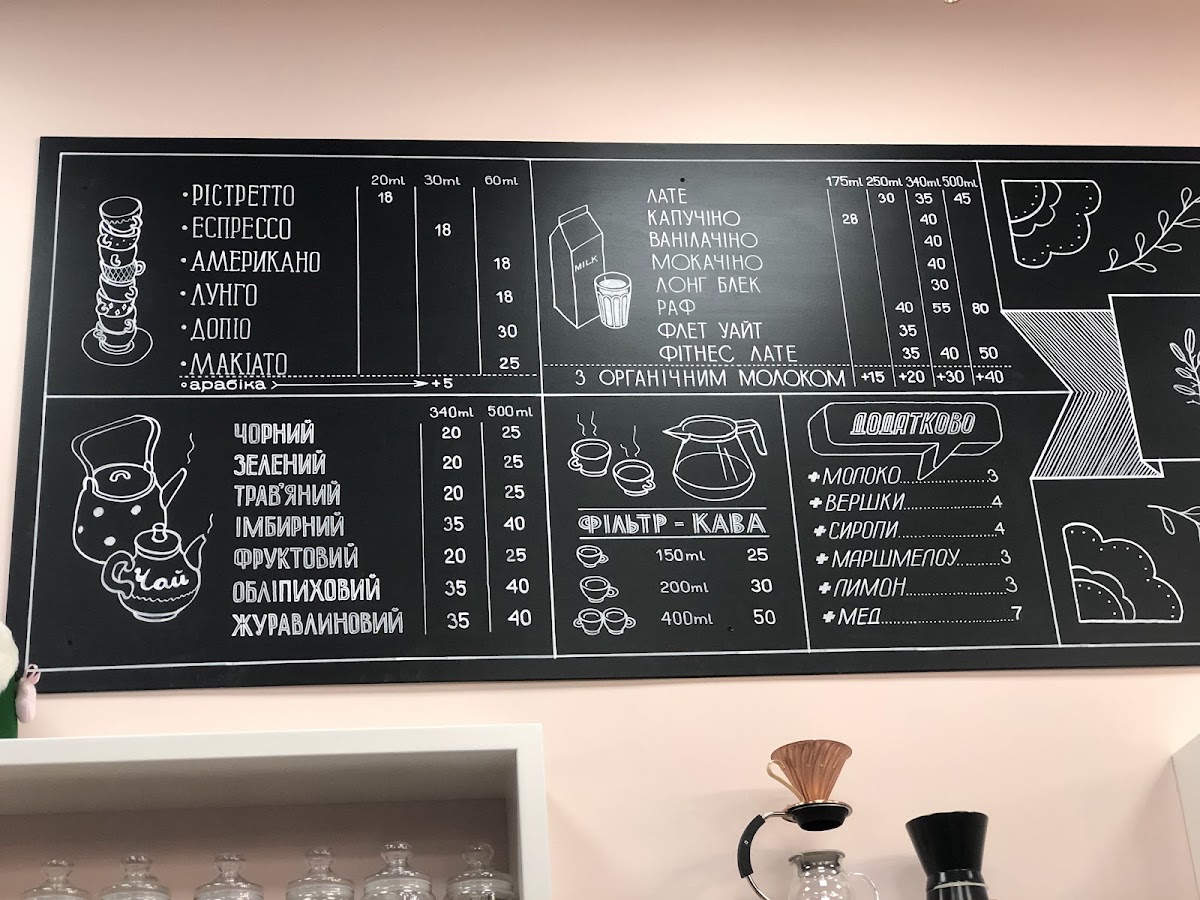 20ml 30ml 60ml
•РІСТРЕТТО 18
•ЕСПРЕССО 18
•АМЕРИКАНО 18
•ЛУНГО 18
•ДОПІО 30
•МАКІАТО 25
арабіка +5
175ml 250ml 340ml 500ml
MILK
ЛАТЕ 30 35 45
КАПУЧІНО 28 40
ВАНІЛАЧІНО 40
МОКАЧІНО 40
ЛОНГ БЛЕК 30
РАФ 40 55 80
ФЛЕТ УАЙТ 35
ФІТНЕС ЛАТЕ 35 40 50
З ОРГАНІЧНИМ МОЛОКОМ +15 +20 +30 +40
340ml 500ml
ЧОРНИЙ 20 25
ЗЕЛЕНИЙ 20 25
ТРАВ'ЯНИЙ 20 25
ІМБИРНИЙ 35 40
ФРУКТОВИЙ 20 25
ОБЛІПИХОВИЙ 35 40
ЖУРАВЛИНОВИЙ 35 40
Чай
ФІЛЬТР - КАВА
150ml 25
200ml 30
400ml 50
ДОДАТКОВО
+МОЛОКО 3
+ВЕРШКИ 4
+СИРОПИ 4
+МАРШМЕЛОУ 3
+ЛИМОН 3
+МЕД 7